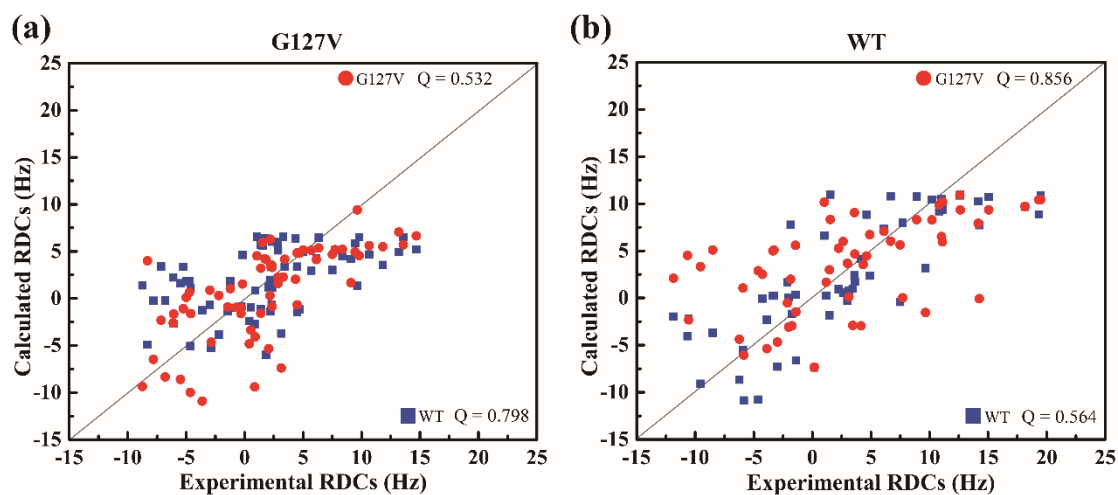 (a)
G127V
25
20
15
10
5
0
-5
-10
-15
-15 -10 -5 0 5 10 15 20 25
Calculated RDCs (Hz)
Experimental RDCs (Hz)
G127V Q = 0.532
WT Q = 0.798
(b)
WT
25
20
15
10
5
0
-5
-10
-15
-15 -10 -5 0 5 10 15 20 25
Calculated RDCs (Hz)
Experimental RDCs (Hz)
G127V Q = 0.856
WT Q = 0.564